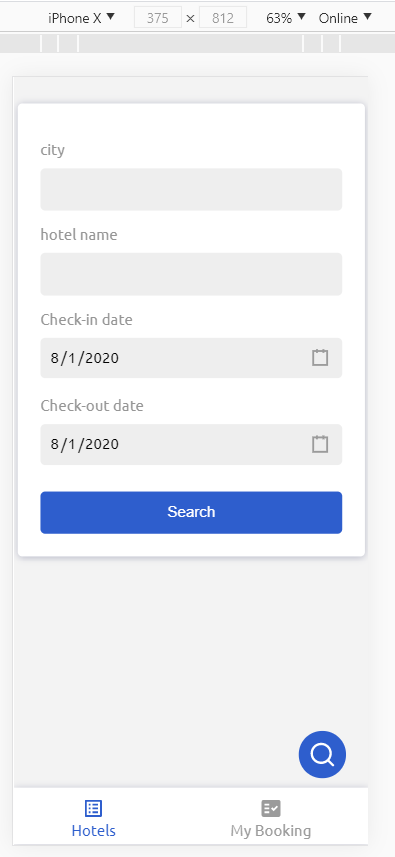 iPhone X 375 × 812 63% Online
city
hotel name
Check-in date
8/1/2020
Check-out date
8/1/2020
Search
Hotels My Booking